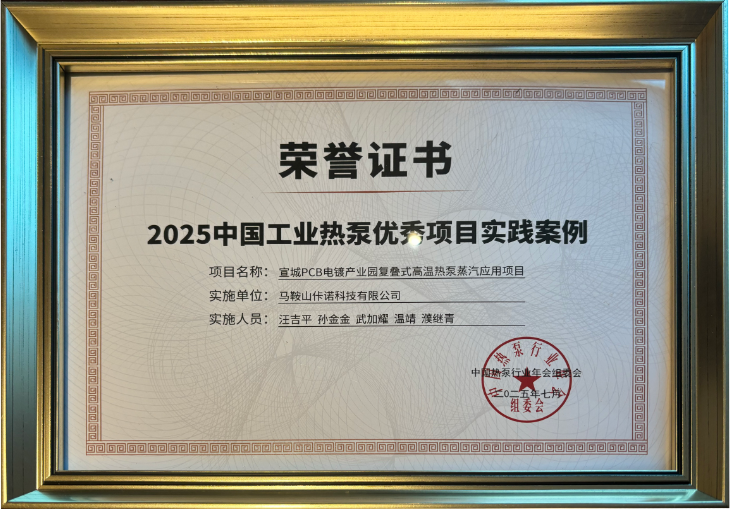 荣誉证书
2025中国工业热泵优秀项目实践案例
项目名称: 宣城PCB电镀产业园复叠式高温热泵蒸汽应用项目
实施单位: 马鞍山佧诺科技有限公司
实施人员: 汪吉平 孙金金 武加耀 温靖 濮继青
中国热泵行业年会组委会
二〇二五年七月
组委会